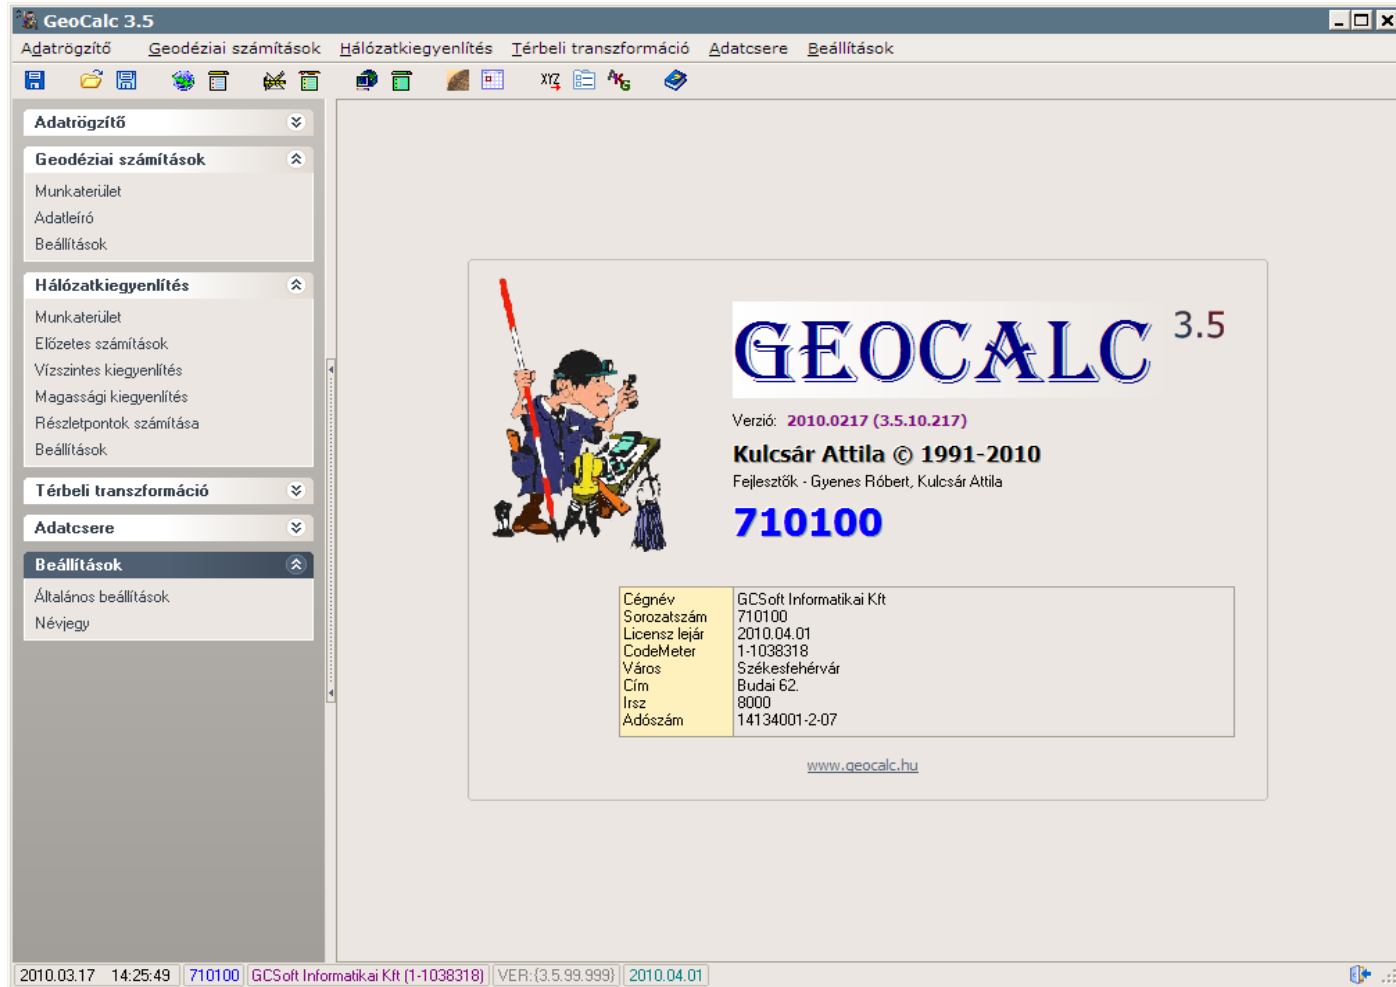 GeoCalc 3.5
Adatrögzítő Geodéziai számítások Hálózatkiegyenlítés Térbeli transzformáció Adatcsere Beállítások
XYZ AKG
Adatrögzítő
Geodéziai számítások
Munkaterület
Adatleíró
Beállítások
Hálózatkiegyenlítés
Munkaterület
Előzetes számítások
Vízszintes kiegyenlítés
Magassági kiegyenlítés
Részletpontok számítása
Beállítások
Térbeli transzformáció
Adatcsere
Beállítások
Általános beállítások
Névjegy
GEOCALC 3.5
Verzió: 2010.0217 (3.5.10.217)
Kulcsár Attila © 1991-2010
Fejlesztők - Gyenes Róbert, Kulcsár Attila
710100
Cégnév GCSoft Informatikai Kft
Sorozatszám 710100
Licensz lejár 2010.04.01
CodeMeter 1-1038318
Város Székesfehérvár
Cím Budai 62.
Irsz 8000
Adószám 14134001-2-07
www.geocalc.hu
2010.03.17 14:25:49 710100 GCSoft Informatikai Kft (1-1038318) VER:{3.5.99.999} 2010.04.01